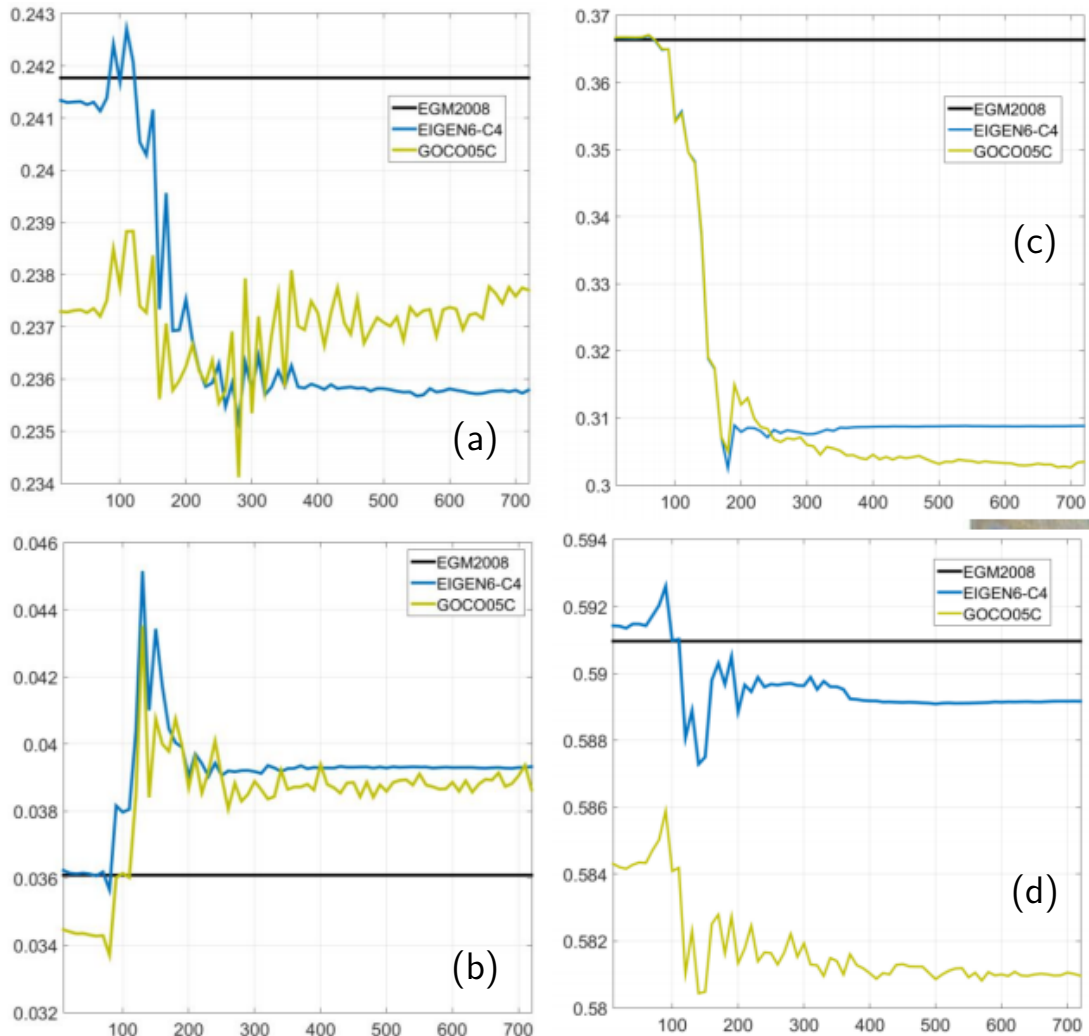 0.243
0.242
0.241
0.24
0.239
0.238
0.237
0.236
0.235
0.234
EGM2008
EIGEN6-C4
GOCO05C
(a)
100 200 300 400 500 600 700
0.37
0.36
0.35
0.34
0.33
0.32
0.31
0.3
EGM2008
EIGEN6-C4
GOCO05C
(c)
100 200 300 400 500 600 700
0.046
0.044
0.042
0.04
0.038
0.036
0.034
0.032
EGM2008
EIGEN6-C4
GOCO05C
(b)
100 200 300 400 500 600 700
0.594
0.592
0.59
0.588
0.586
0.584
0.582
0.58
EGM2008
EIGEN6-C4
GOCO05C
(d)
100 200 300 400 500 600 700